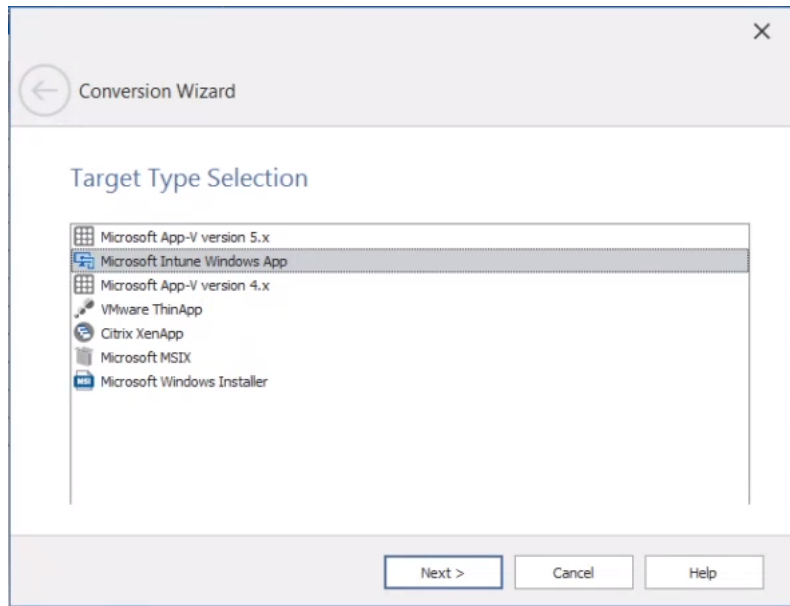 Conversion Wizard
Target Type Selection
Microsoft App-V version 5.x
Microsoft Intune Windows App
Microsoft App-V version 4.x
VMware ThinApp
Citrix XenApp
Microsoft MSIX
MSI Microsoft Windows Installer
Next >
Cancel
Help